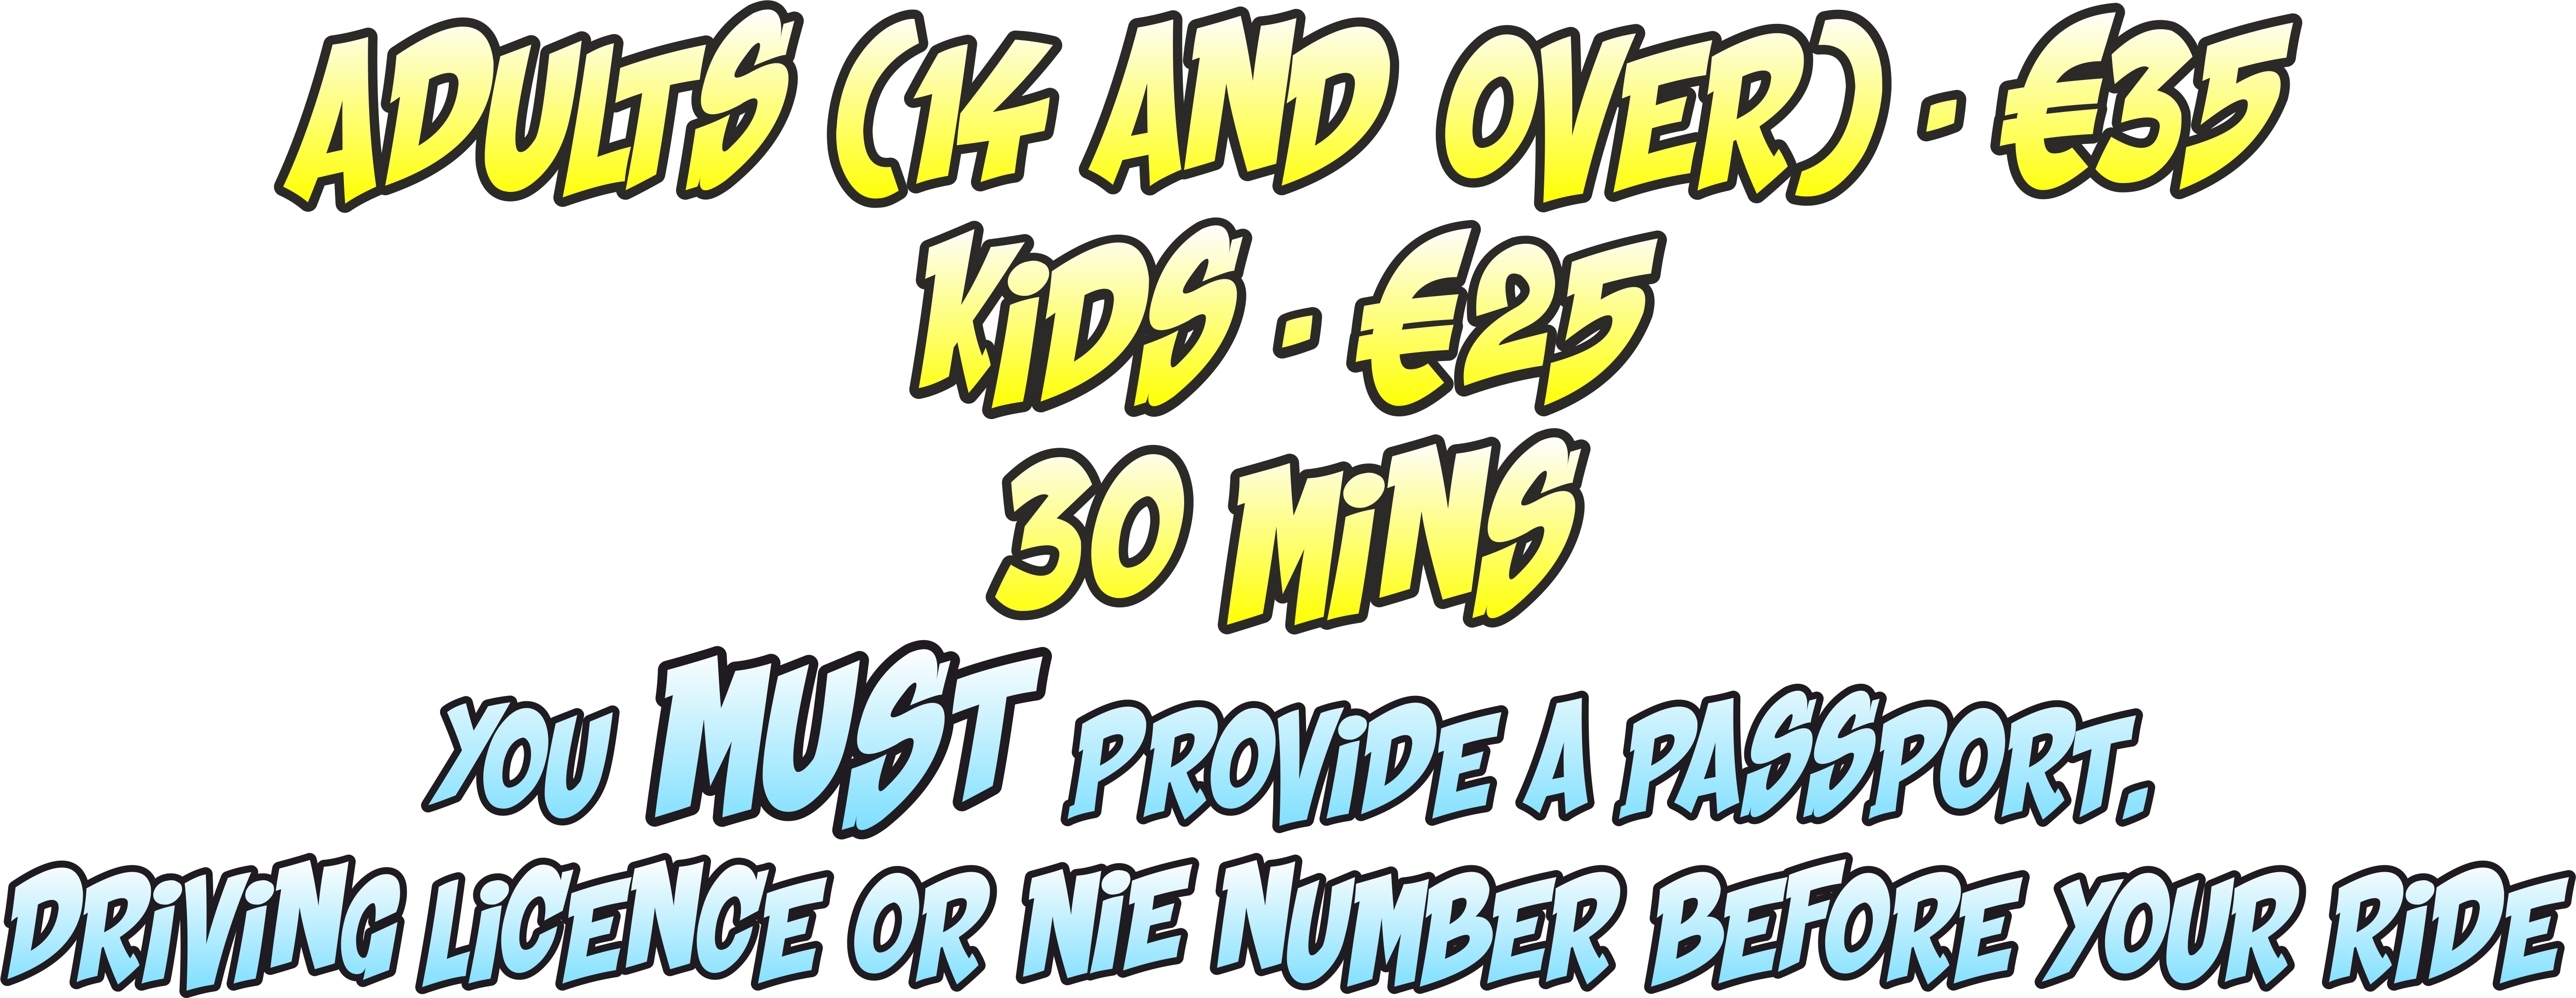 ADULTS (14 AND OVER) - €35
KiDS - €25
30 MiNS
YOU MUST PROViDE A PASSPORT.
DRiViNG LiCENCE OR NiE NUMBER BEFORE YOUR RiDE